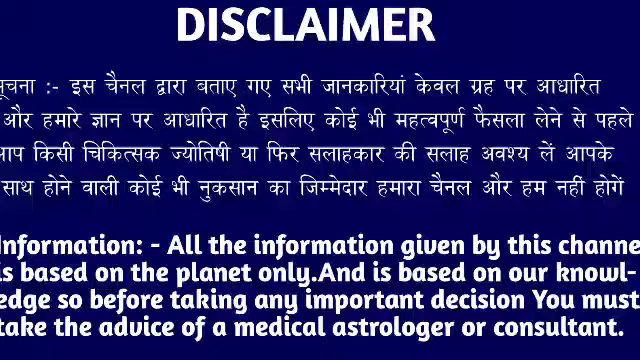 DISCLAIMER
सूचना :- इस चैनल द्वारा बताए गए सभी जानकारियां केवल ग्रह पर आधारित
और हमारे ज्ञान पर आधारित है इसलिए कोई भी महत्वपूर्ण फैसला लेने से पहले
आप किसी चिकित्सक ज्योतिषी या फिर सलाहकार की सलाह अवश्य लें आपके
साथ होने वाली कोई भी नुकसान का जिम्मेदार हमारा चैनल और हम नहीं होगें
Information: - All the information given by this channe
is based on the planet only.And is based on our knowl-
edge so before taking any important decision You must
take the advice of a medical astrologer or consultant.